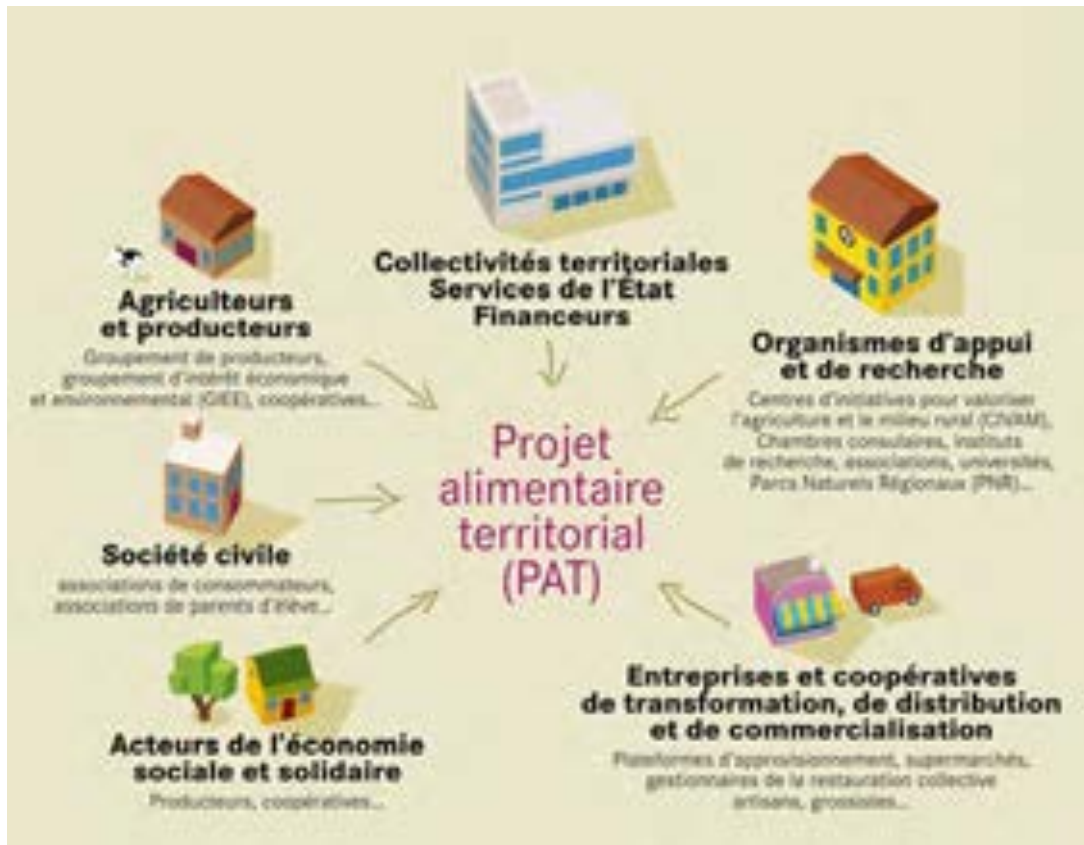 Collectivités territoriales
Services de l'État
Financeurs
Agriculteurs
et producteurs
Groupement de producteurs,
groupement d'intérêt économique
et environnemental (GIEE), coopératives...
Organismes d'appui
et de recherche
Centres d'initiatives pour valoriser
l'agriculture et le milieu rural (CIVAM),
Chambres consulaires, instituts
de recherche, associations, universités,
Parcs Naturels Régionaux (PNR)...
Projet
alimentaire
territorial
(PAT)
Société civile
associations de consommateurs,
associations de parents d'élève...
Acteurs de l'économie
sociale et solidaire
Producteurs, coopératives...
Entreprises et coopératives
de transformation, de distribution
et de commercialisation
Plateformes d'approvisionnement, supermarchés,
gestionnaires de la restauration collective
artisans, grossistes...